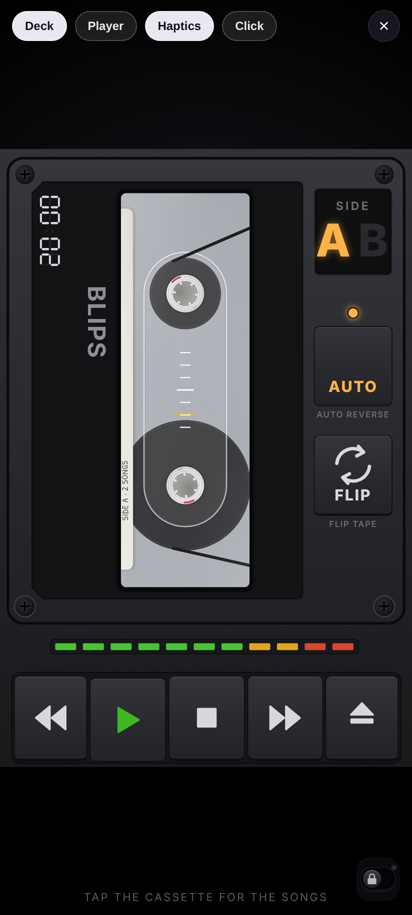 Deck
Player
Haptics
Click
00:02
BLIPS
SIDE A · 2 SONGS
SIDE
A B
AUTO
AUTO REVERSE
FLIP
FLIP TAPE
TAP THE CASSETTE FOR THE SONGS